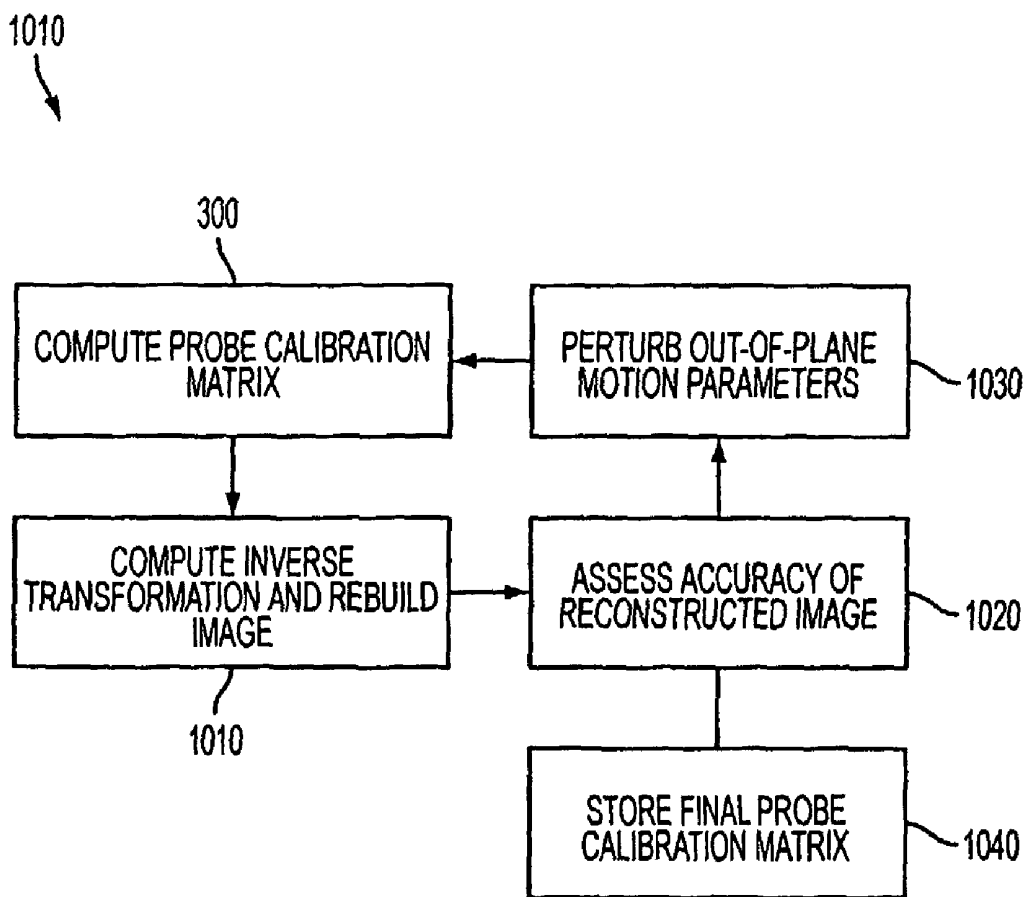 1010
300
COMPUTE PROBE CALIBRATION
MATRIX
PERTURB OUT-OF-PLANE
MOTION PARAMETERS
1030
COMPUTE INVERSE
TRANSFORMATION AND REBUILD
IMAGE
1010
ASSESS ACCURACY OF
RECONSTRUCTED IMAGE
1020
STORE FINAL PROBE
CALIBRATION MATRIX
1040